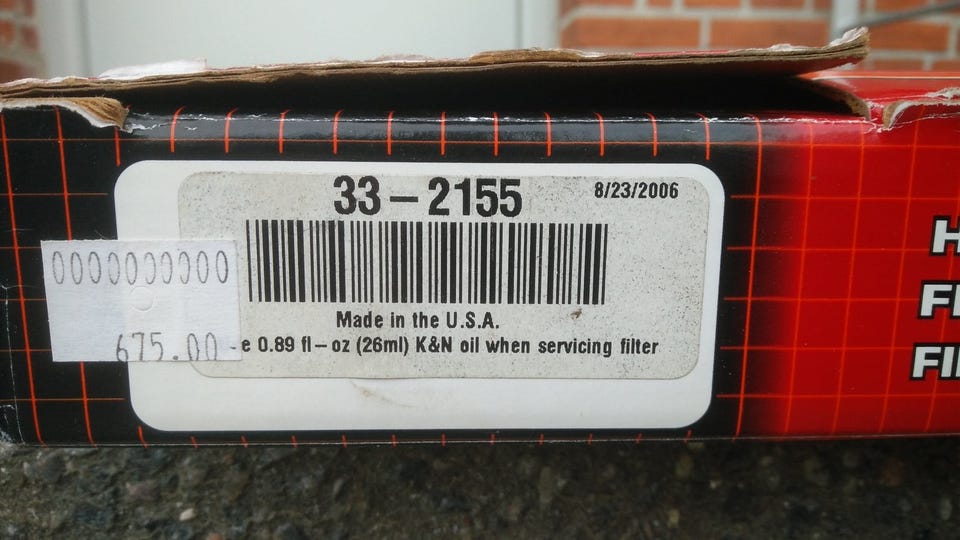 33-2155
8/23/2006
0000000000
675.00
Made in the U.S.A.
e 0.89 fl-oz (26ml) K&N oil when servicing filter
H
F
FI